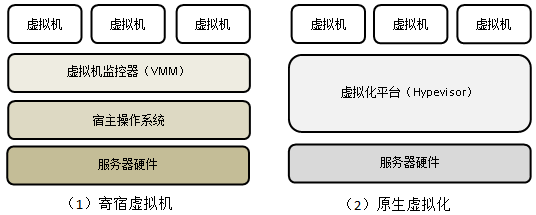 虚拟机 虚拟机 虚拟机
虚拟机监控器（VMM）
宿主操作系统
服务器硬件
（1）寄宿虚拟机
虚拟机 虚拟机 虚拟机
虚拟化平台（Hypevisor）
服务器硬件
（2）原生虚拟化